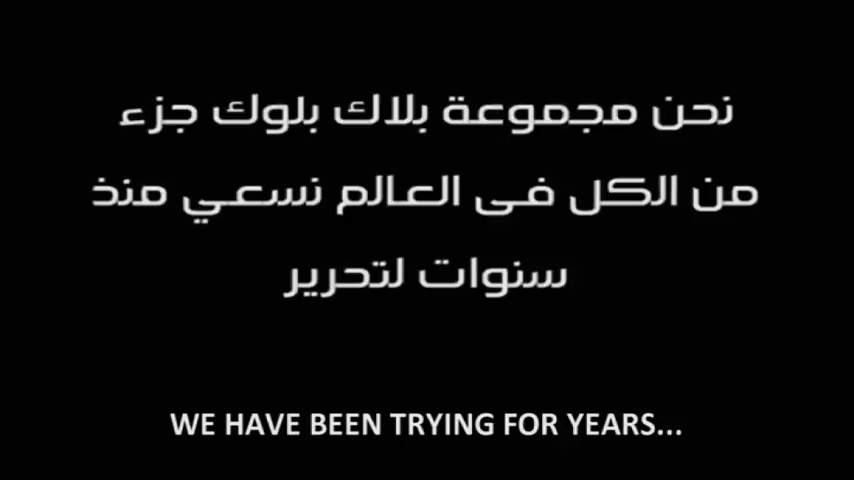 نحن مجموعة بلاك بلوك جزء
من الكل فى العالم نسعي منذ
سنوات لتحرير
WE HAVE BEEN TRYING FOR YEARS...